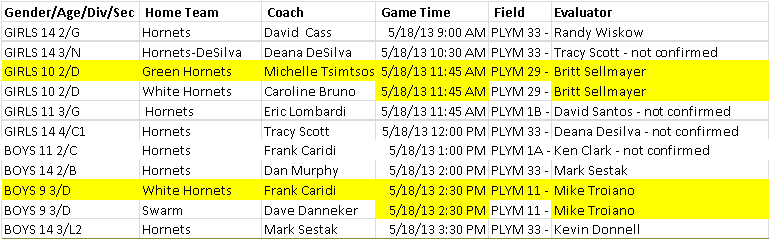 Gender/Age/Div/Sec Home Team Coach Game Time Field Evaluator
GIRLS 14 2/G Hornets David Cass 5/18/13 9:00 AM PLYM 33 - Randy Wiskow
GIRLS 14 3/N Hornets-DeSilva Deana DeSilva 5/18/13 10:30 AM PLYM 33 - Tracy Scott - not confirmed
GIRLS 10 2/D Green Hornets Michelle Tsimtsos 5/18/13 11:45 AM PLYM 29 - Britt Sellmayer
GIRLS 10 2/D White Hornets Caroline Bruno 5/18/13 11:45 AM PLYM 29 - Britt Sellmayer
GIRLS 11 3/G Hornets Eric Lombardi 5/18/13 11:45 AM PLYM 1B - David Santos - not confirmed
GIRLS 14 4/C1 Hornets Tracy Scott 5/18/13 12:00 PM PLYM 33 - Deana Desilva - not confirmed
BOYS 11 2/C Hornets Frank Caridi 5/18/13 1:00 PM PLYM 1A - Ken Clark - not confirmed
BOYS 14 2/B Hornets Dan Murphy 5/18/13 2:00 PM PLYM 33 - Mark Sestak
BOYS 9 3/D White Hornets Frank Caridi 5/18/13 2:30 PM PLYM 11 - Mike Troiano
BOYS 9 3/D Swarm Dave Danneker 5/18/13 2:30 PM PLYM 11 - Mike Troiano
BOYS 14 3/L2 Hornets Mark Sestak 5/18/13 3:30 PM PLYM 33 - Kevin Donnell